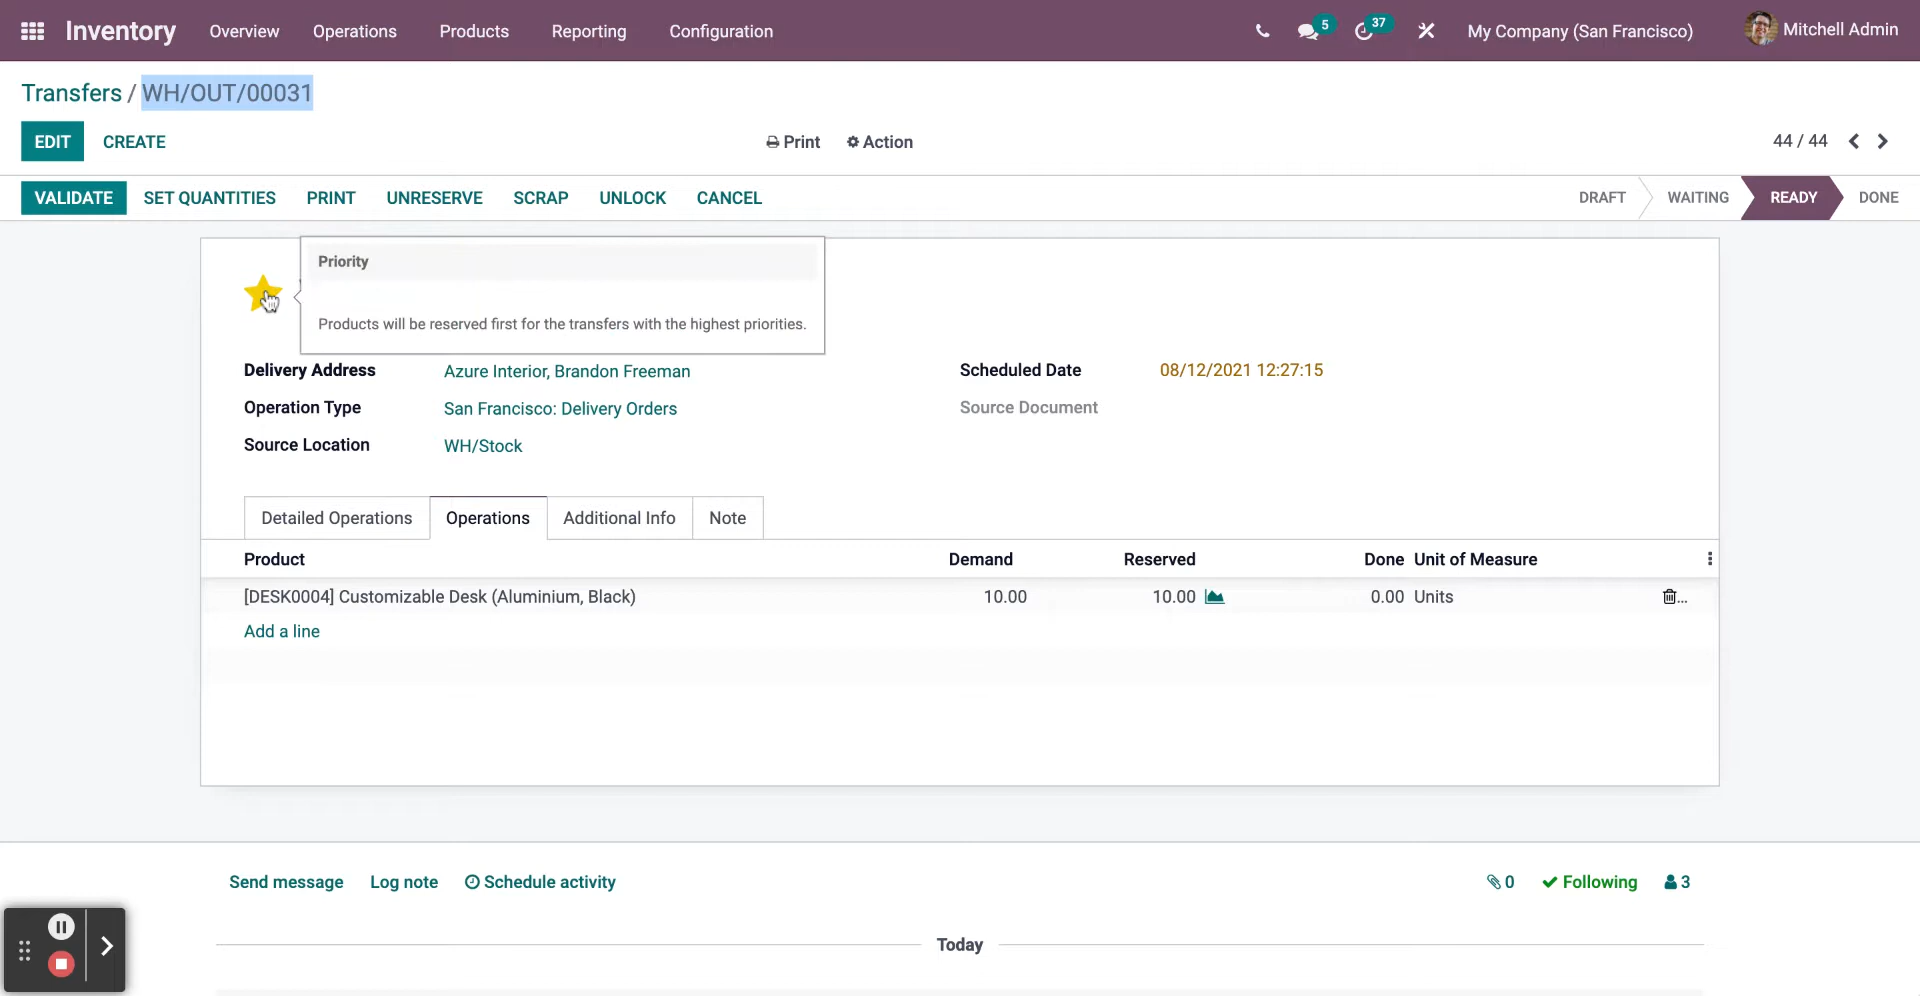 Inventory Overview Operations Products Reporting Configuration 5 37 My Company (San Francisco) Mitchell Admin
Transfers / WH/OUT/00031
EDIT CREATE Print Action 44 / 44
VALIDATE SET QUANTITIES PRINT UNRESERVE SCRAP UNLOCK CANCEL DRAFT WAITING READY DONE
Priority
Products will be reserved first for the transfers with the highest priorities.
Delivery Address Azure Interior, Brandon Freeman Scheduled Date 08/12/2021 12:27:15
Operation Type San Francisco: Delivery Orders Source Document
Source Location WH/Stock
Detailed Operations Operations Additional Info Note
Product Demand Reserved Done Unit of Measure
[DESK0004] Customizable Desk (Aluminium, Black) 10.00 10.00 0.00 Units ...
Add a line
Send message Log note Schedule activity 0 Following 3
Today